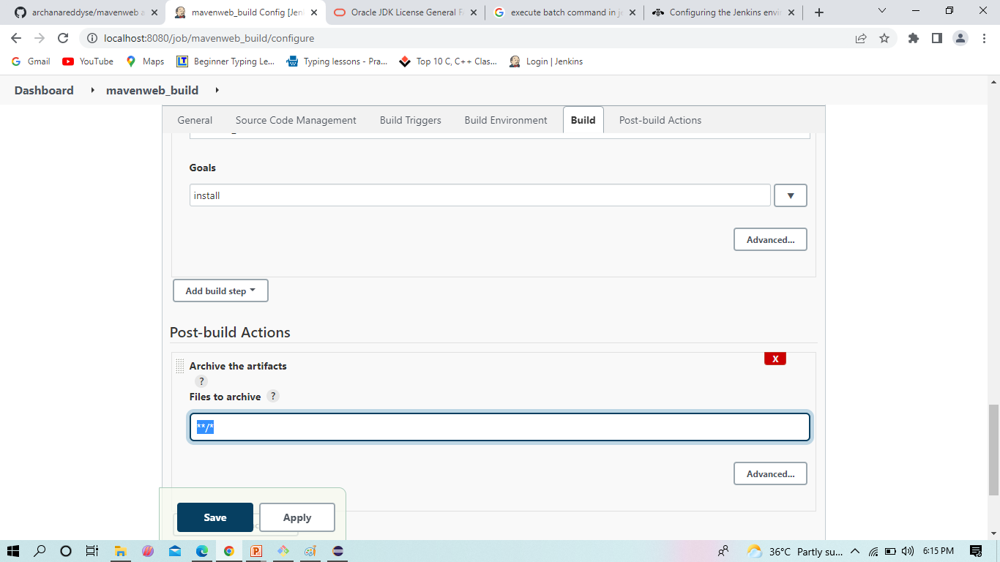 archanareddyse/mavenweb a
mavenweb_build Config [Jen
Oracle JDK License General F
execute batch command in je
Configuring the Jenkins envi
localhost:8080/job/mavenweb_build/configure
Gmail
YouTube
Maps
Beginner Typing Le...
Typing lessons - Pra...
Top 10 C, C++ Clas...
Login | Jenkins
Dashboard
mavenweb_build
General
Source Code Management
Build Triggers
Build Environment
Build
Post-build Actions
Goals
install
Advanced...
Add build step
Post-build Actions
X
Archive the artifacts
?
Files to archive ?
**/*
Advanced...
Save
Apply
36°C Partly su...
6:15 PM